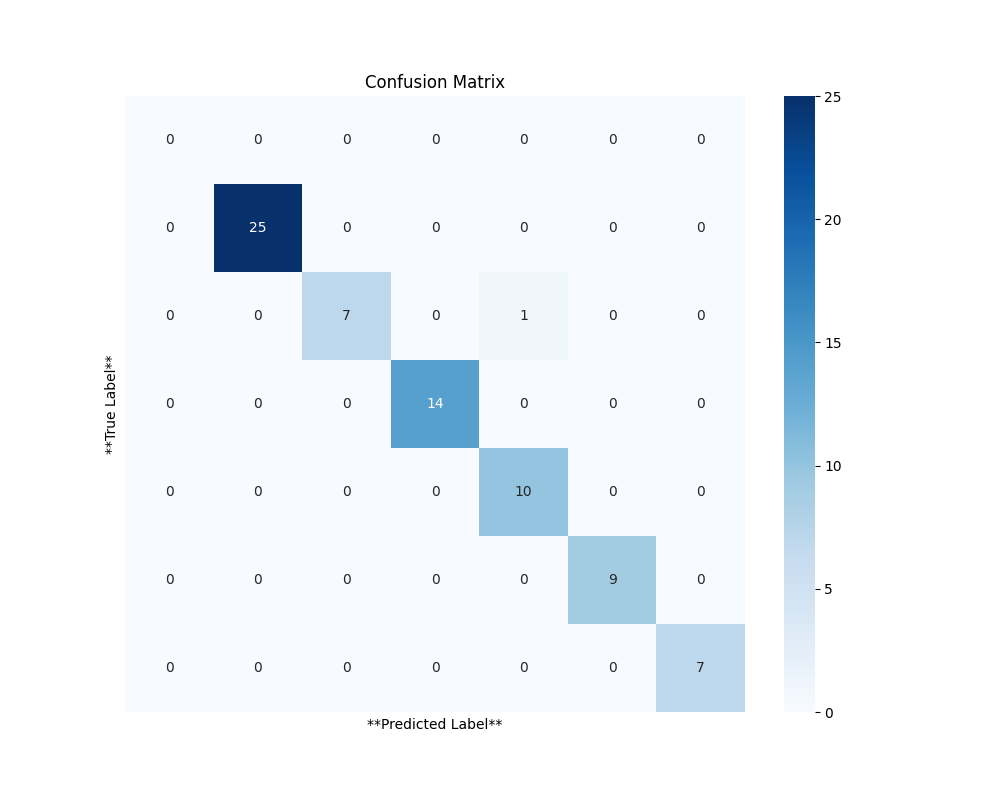 Confusion Matrix
0 0 0 0 0 0 0
0 25 0 0 0 0 0
0 0 7 0 1 0 0
0 0 0 14 0 0 0
0 0 0 0 10 0 0
0 0 0 0 0 9 0
0 0 0 0 0 0 7
**True Label**
**Predicted Label**
25
20
15
10
5
0